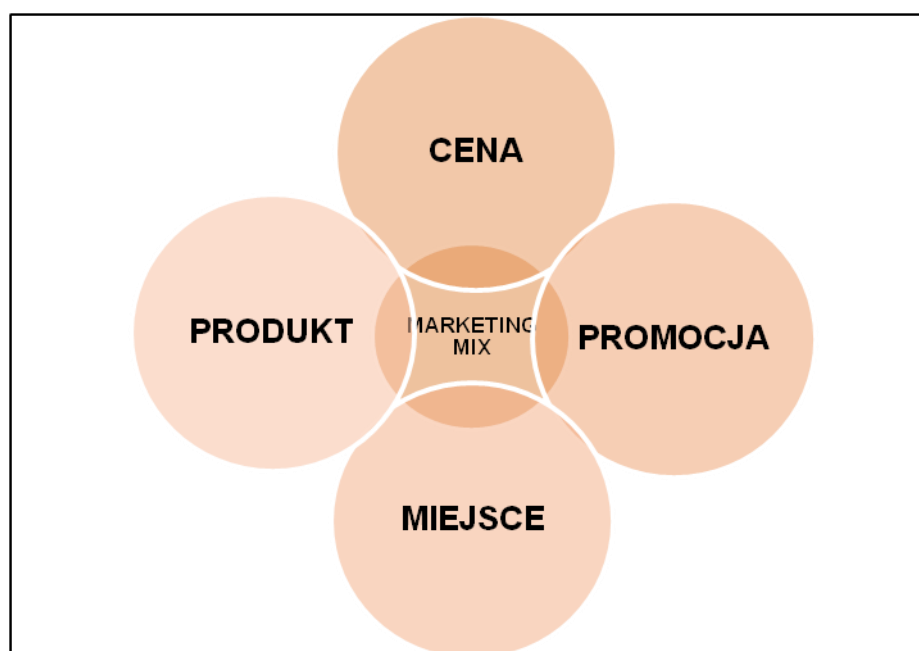 CENA
PRODUKT
MARKETING
MIX
PROMOCJA
MIEJSCE